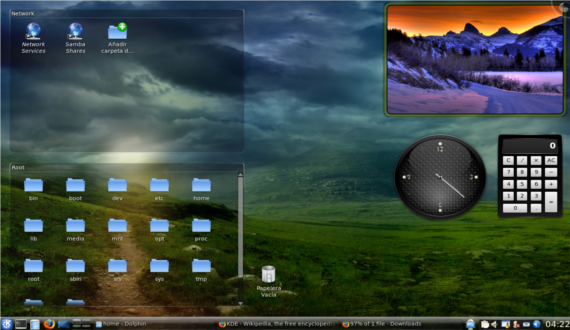 Network
Network
Services
Samba
Shares
Añadir
carpeta d...
0
C / x AC
7 8 9 -
4 5 6 +
1 2 3 =
0 .
12
3
6
9
Root
bin boot dev etc home
lib media mnt opt proc
root sbin srv sys tmp
Papelera
Vacía
home - Dolphin
KDE - Wikipedia, the free encyclopedi
97% of 1 file - Downloads
04:22